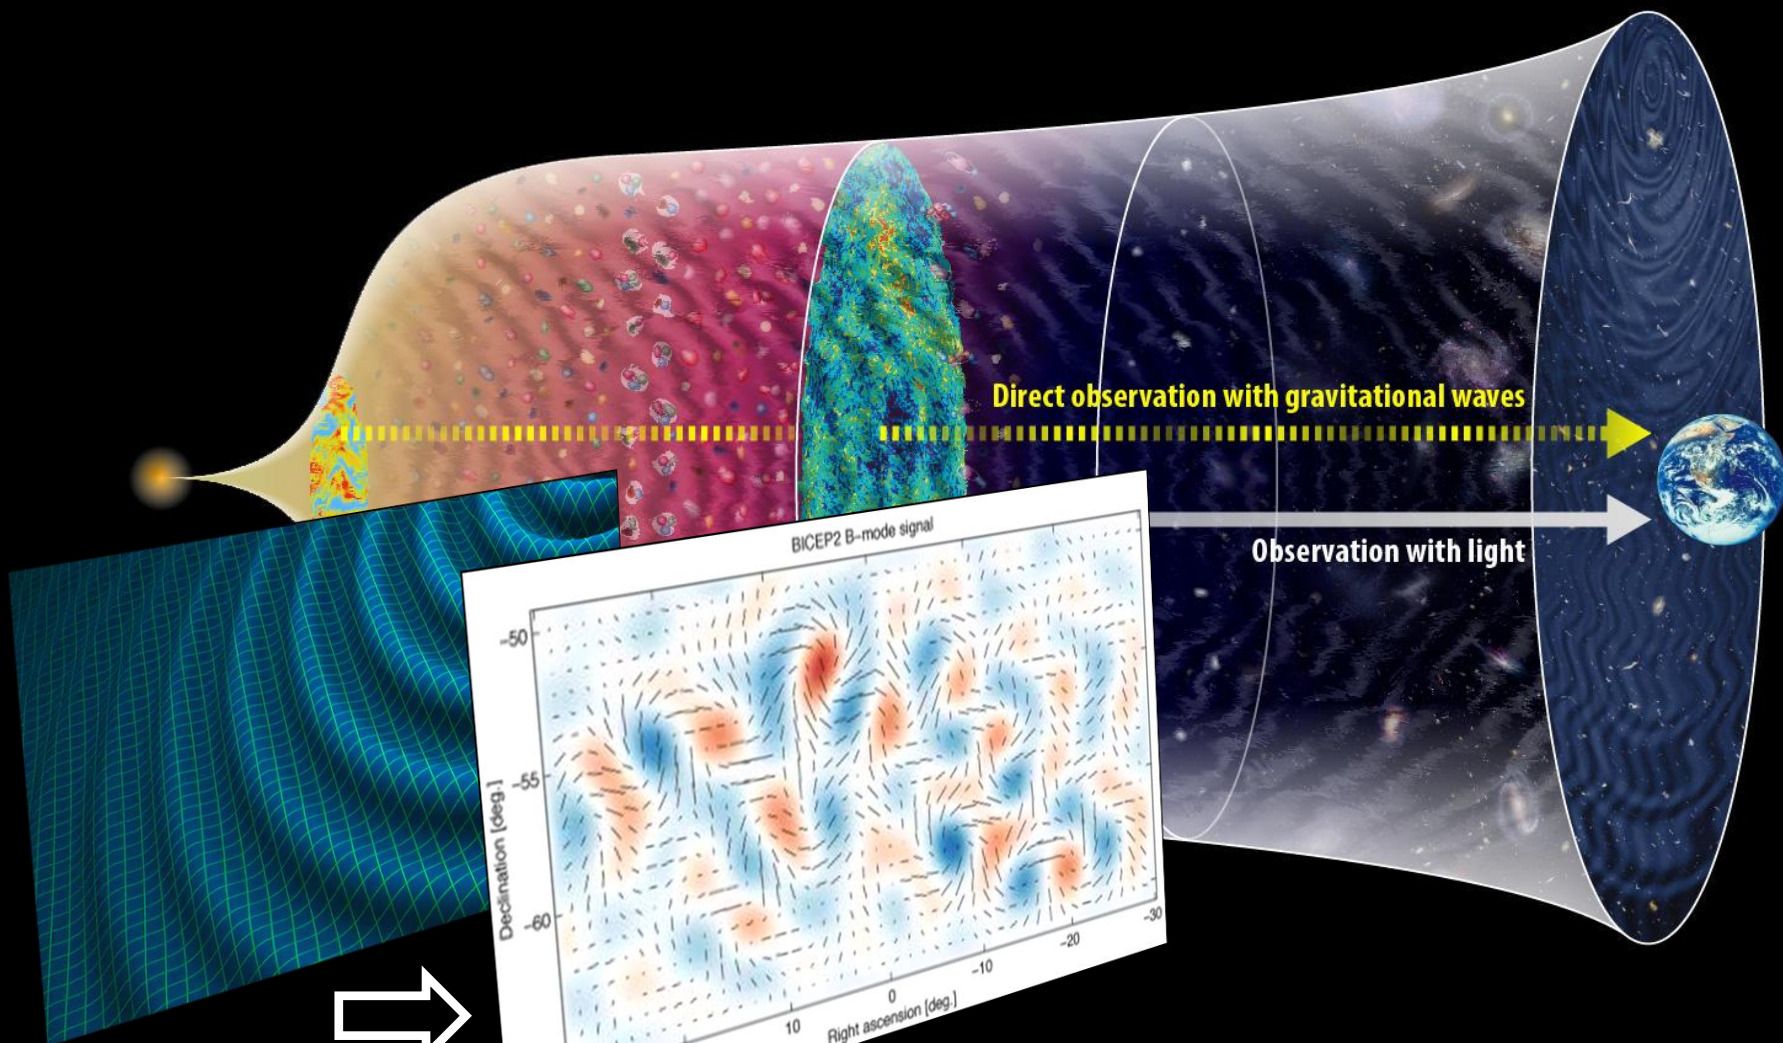 Direct observation with gravitational waves
Observation with light
BICEP2 B-mode signal
-50
-55
-60
Declination [deg.]
10
0
-10
-20
-30
Right ascension [deg.]